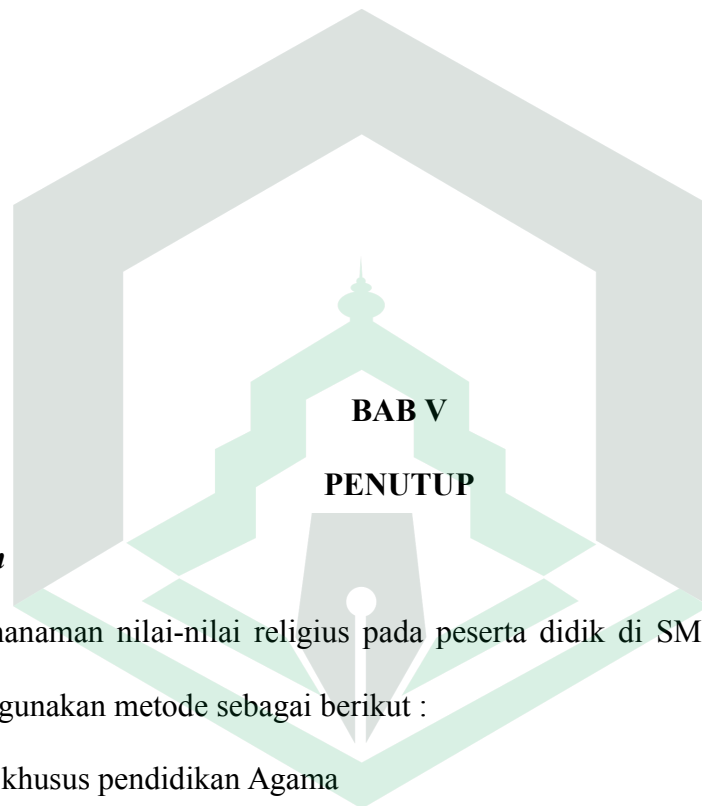 BAB V
PENUTUP
n
nanaman nilai-nilai religius pada peserta didik di SM
gunakan metode sebagai berikut :
khusus pendidikan Agama